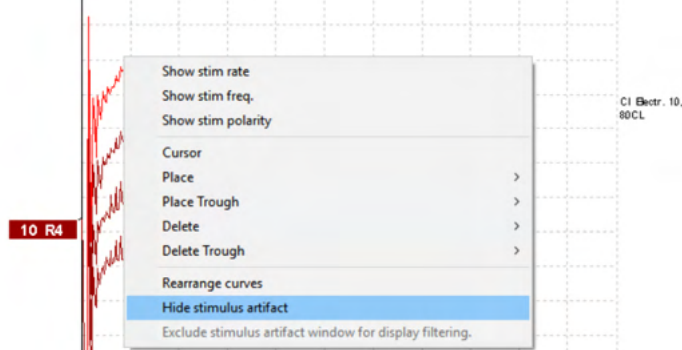 Show stim rate
Show stim freq.
Show stim polarity
Cursor
Place
Place Trough
Delete
Delete Trough
Rearrange curves
Hide stimulus artifact
Exclude stimulus artifact window for display filtering.
10 R4
CI Electr. 10,
80CL